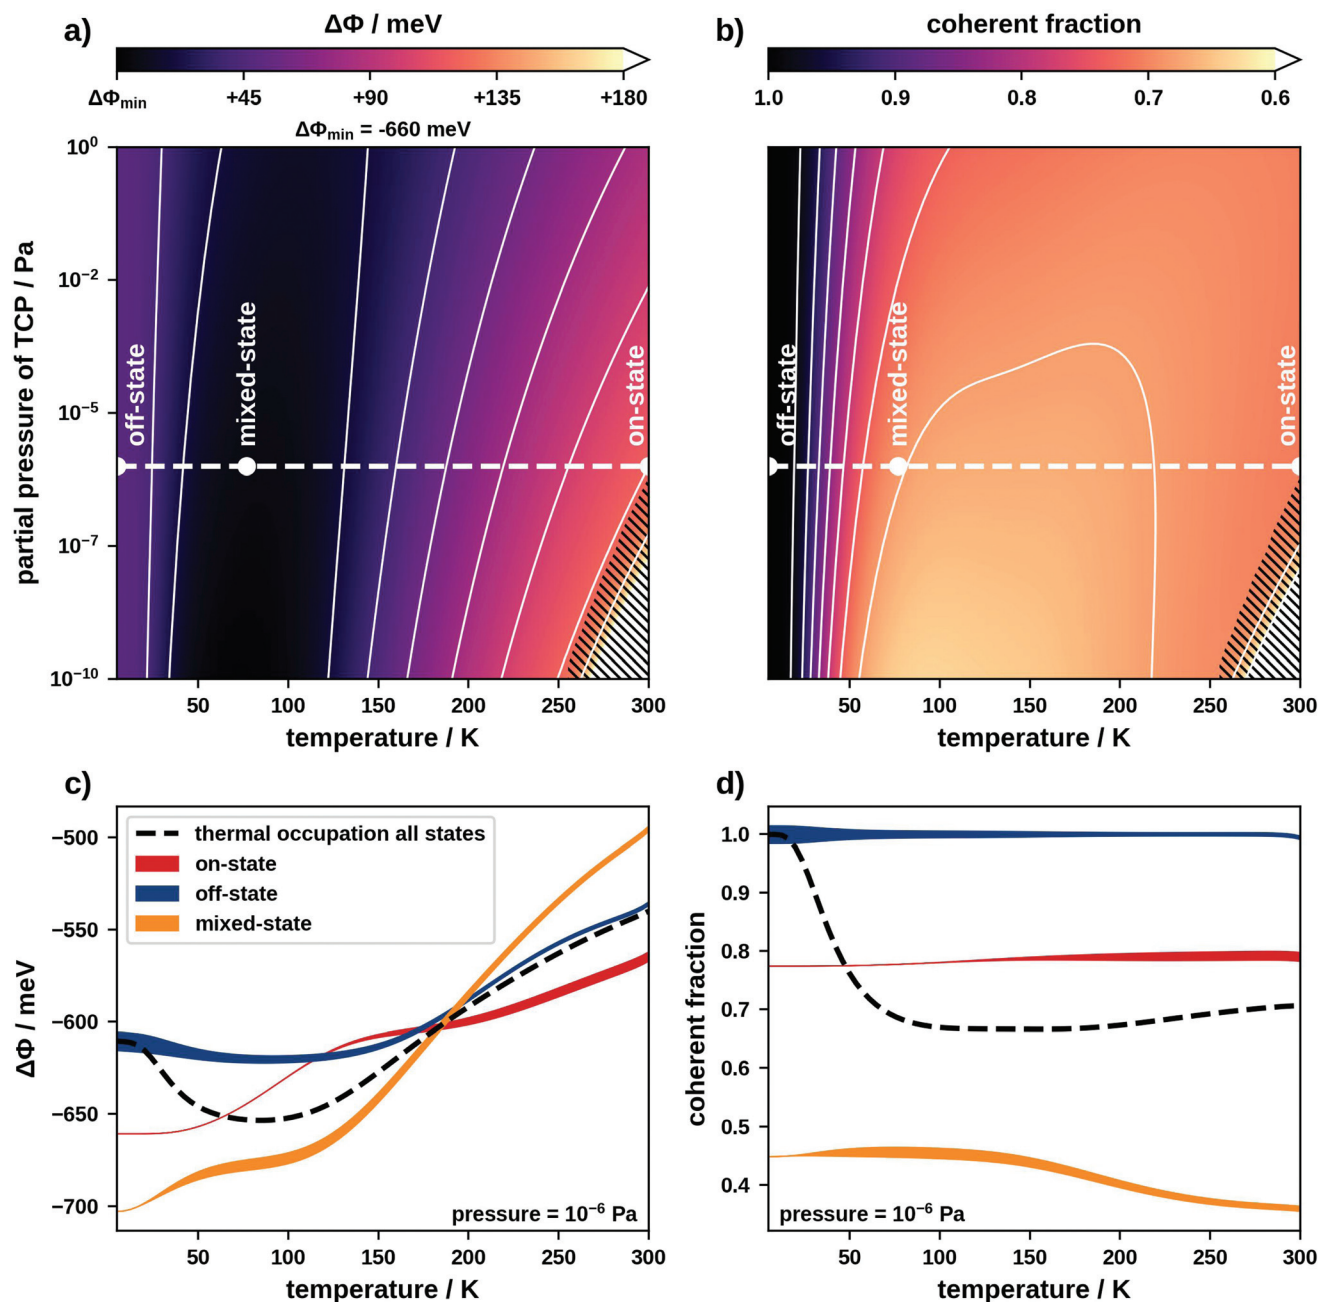 a)
ΔΦ / meV
ΔΦmin +45 +90 +135 +180
ΔΦmin = -660 meV
partial pressure of TCP / Pa
10⁰
10⁻²
10⁻⁵
10⁻⁷
10⁻¹⁰
off-state
mixed-state
on-state
50 100 150 200 250 300
temperature / K
b)
coherent fraction
1.0 0.9 0.8 0.7 0.6
off-state
mixed-state
on-state
50 100 150 200 250 300
temperature / K
c)
ΔΦ / meV
−500
−550
−600
−650
−700
thermal occupation all states
on-state
off-state
mixed-state
pressure = 10⁻⁶ Pa
50 100 150 200 250 300
temperature / K
d)
coherent fraction
1.0
0.9
0.8
0.7
0.6
0.5
0.4
pressure = 10⁻⁶ Pa
50 100 150 200 250 300
temperature / K